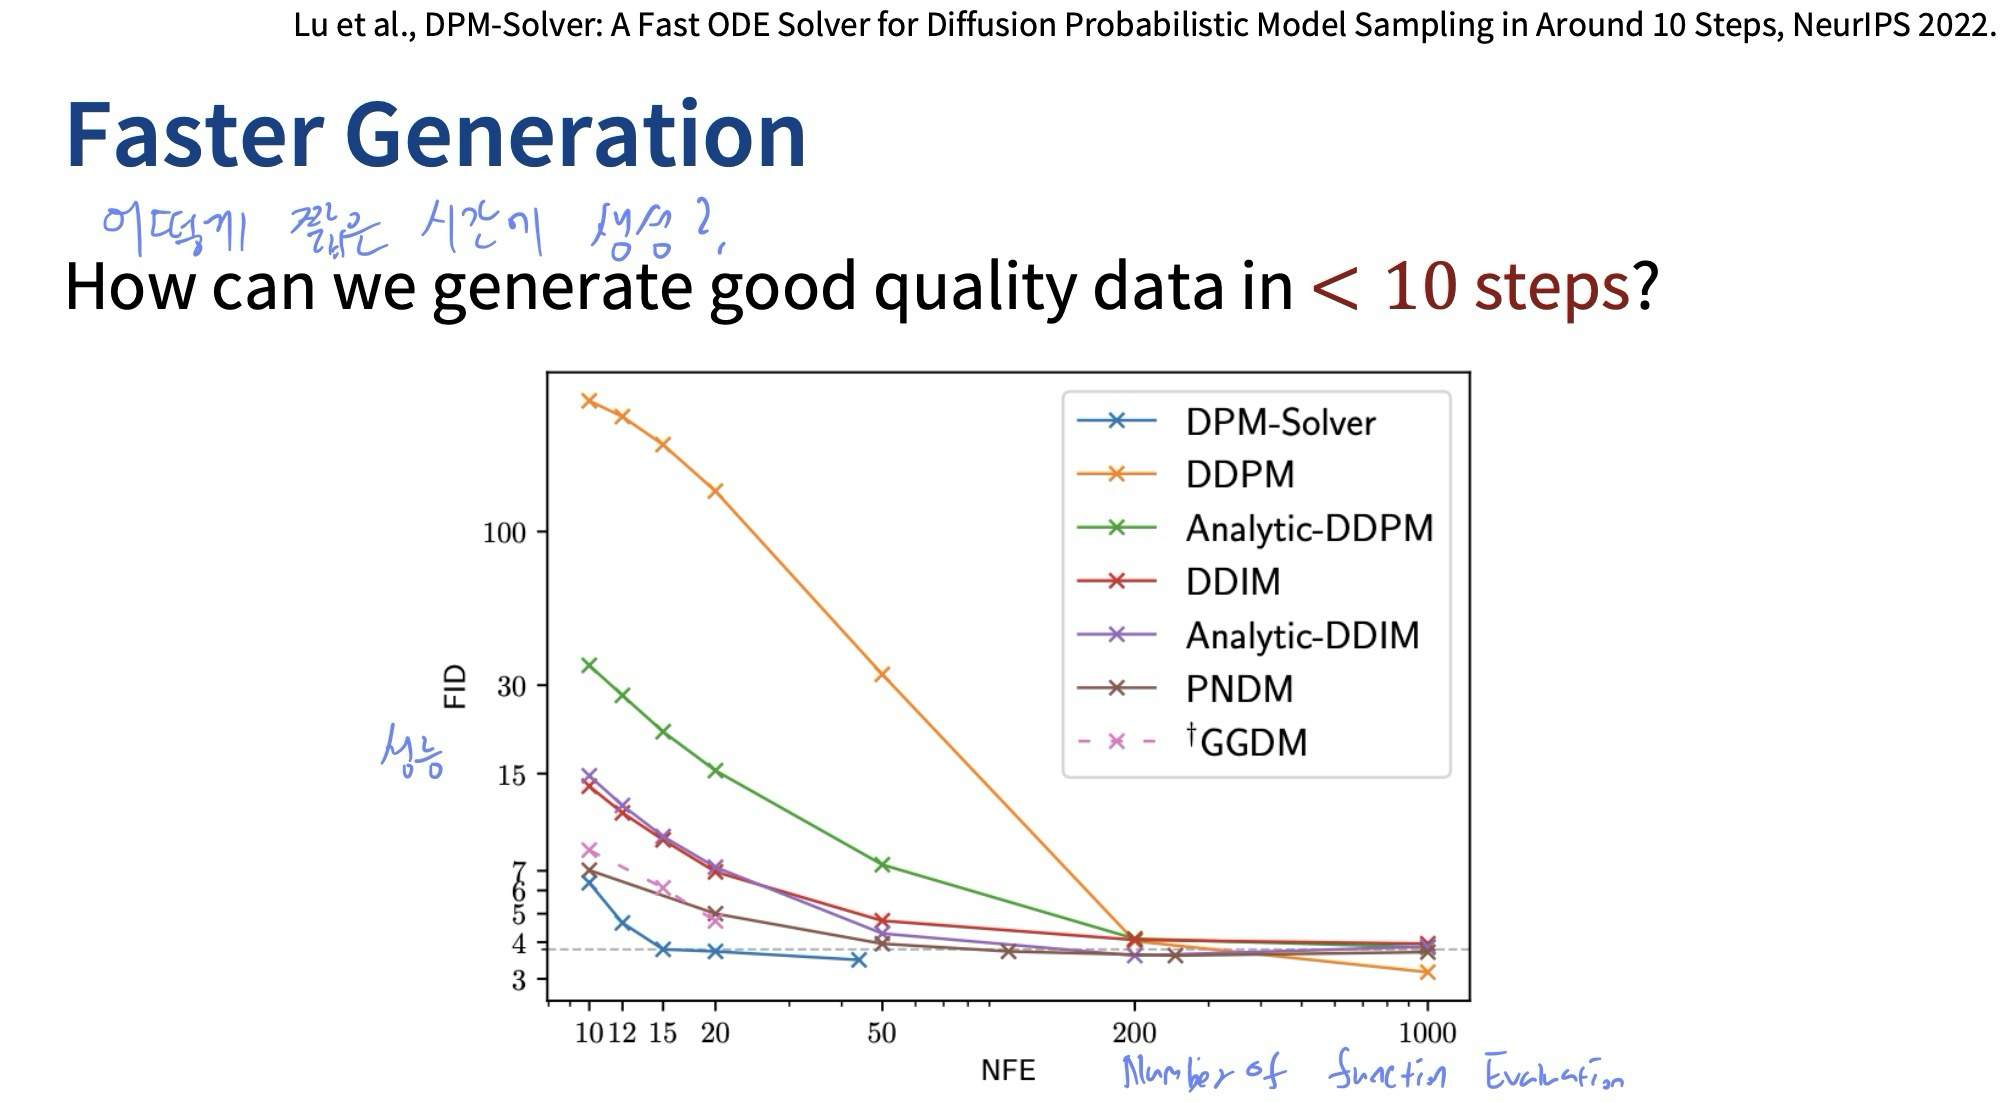 Lu et al., DPM-Solver: A Fast ODE Solver for Diffusion Probabilistic Model Sampling in Around 10 Steps, NeurIPS 2022.
Faster Generation
어떻게 짧은 시간에 생성?
How can we generate good quality data in < 10 steps?
DPM-Solver
DDPM
Analytic-DDPM
DDIM
Analytic-DDIM
PNDM
†GGDM
100
30
15
7
6
5
4
3
FID
성능
10 12 15 20 50 200 1000
NFE
Number of function Evaluation